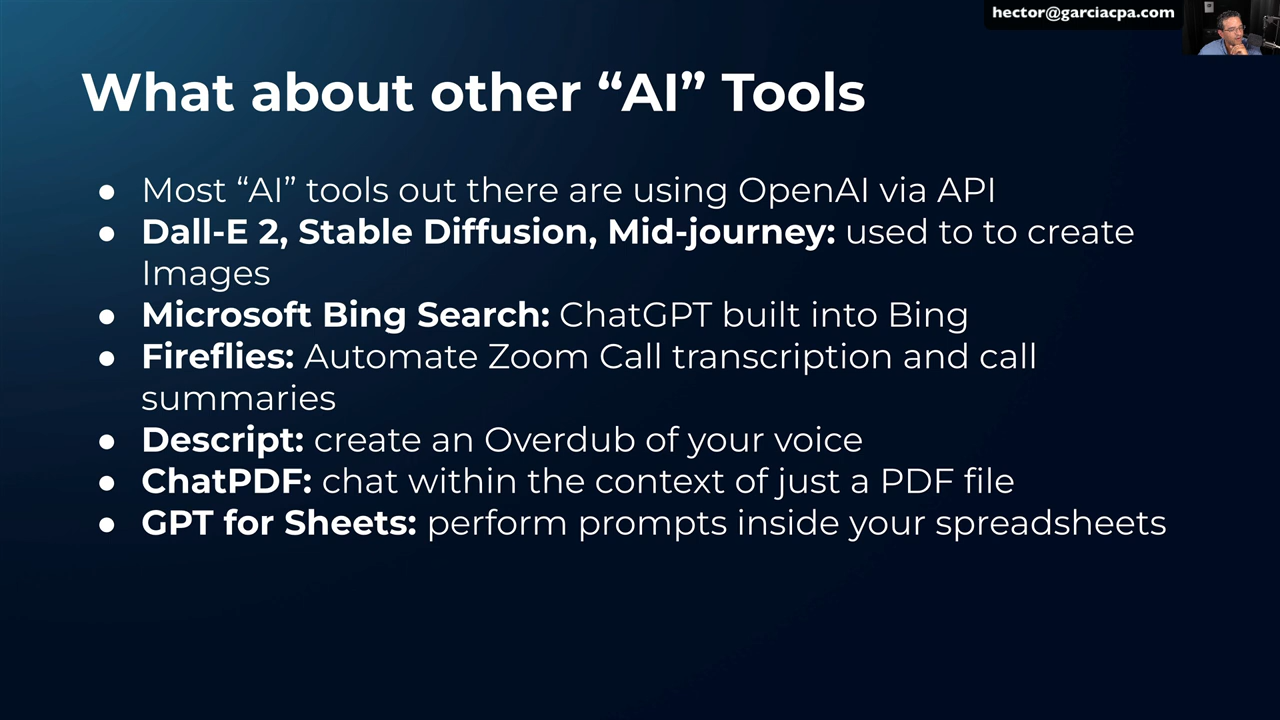 hector@garciacpa.com
What about other “AI” Tools
● Most “AI” tools out there are using OpenAI via API
● Dall-E 2, Stable Diffusion, Mid-journey: used to to create
Images
● Microsoft Bing Search: ChatGPT built into Bing
● Fireflies: Automate Zoom Call transcription and call
summaries
● Descript: create an Overdub of your voice
● ChatPDF: chat within the context of just a PDF file
● GPT for Sheets: perform prompts inside your spreadsheets